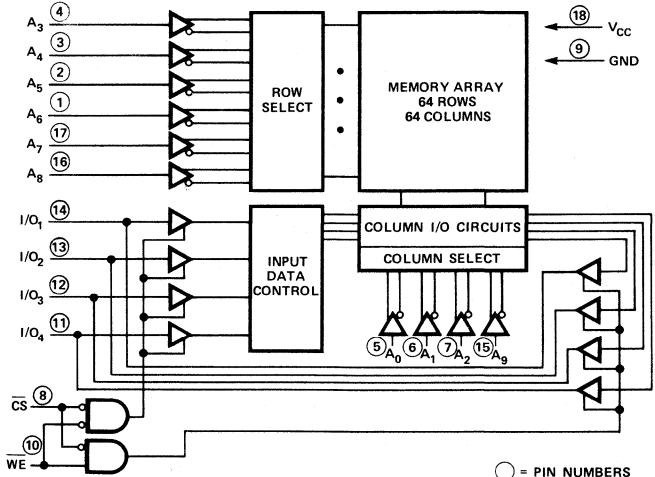 A3 4
A4 3
A5 2
A6 1
A7 17
A8 16
ROW
SELECT
MEMORY ARRAY
64 ROWS
64 COLUMNS
18 VCC
9 GND
I/O1 14
I/O2 13
I/O3 12
I/O4 11
INPUT
DATA
CONTROL
COLUMN I/O CIRCUITS
COLUMN SELECT
5 A0 6 A1 7 A2 15 A9
CS 8
WE 10
= PIN NUMBERS